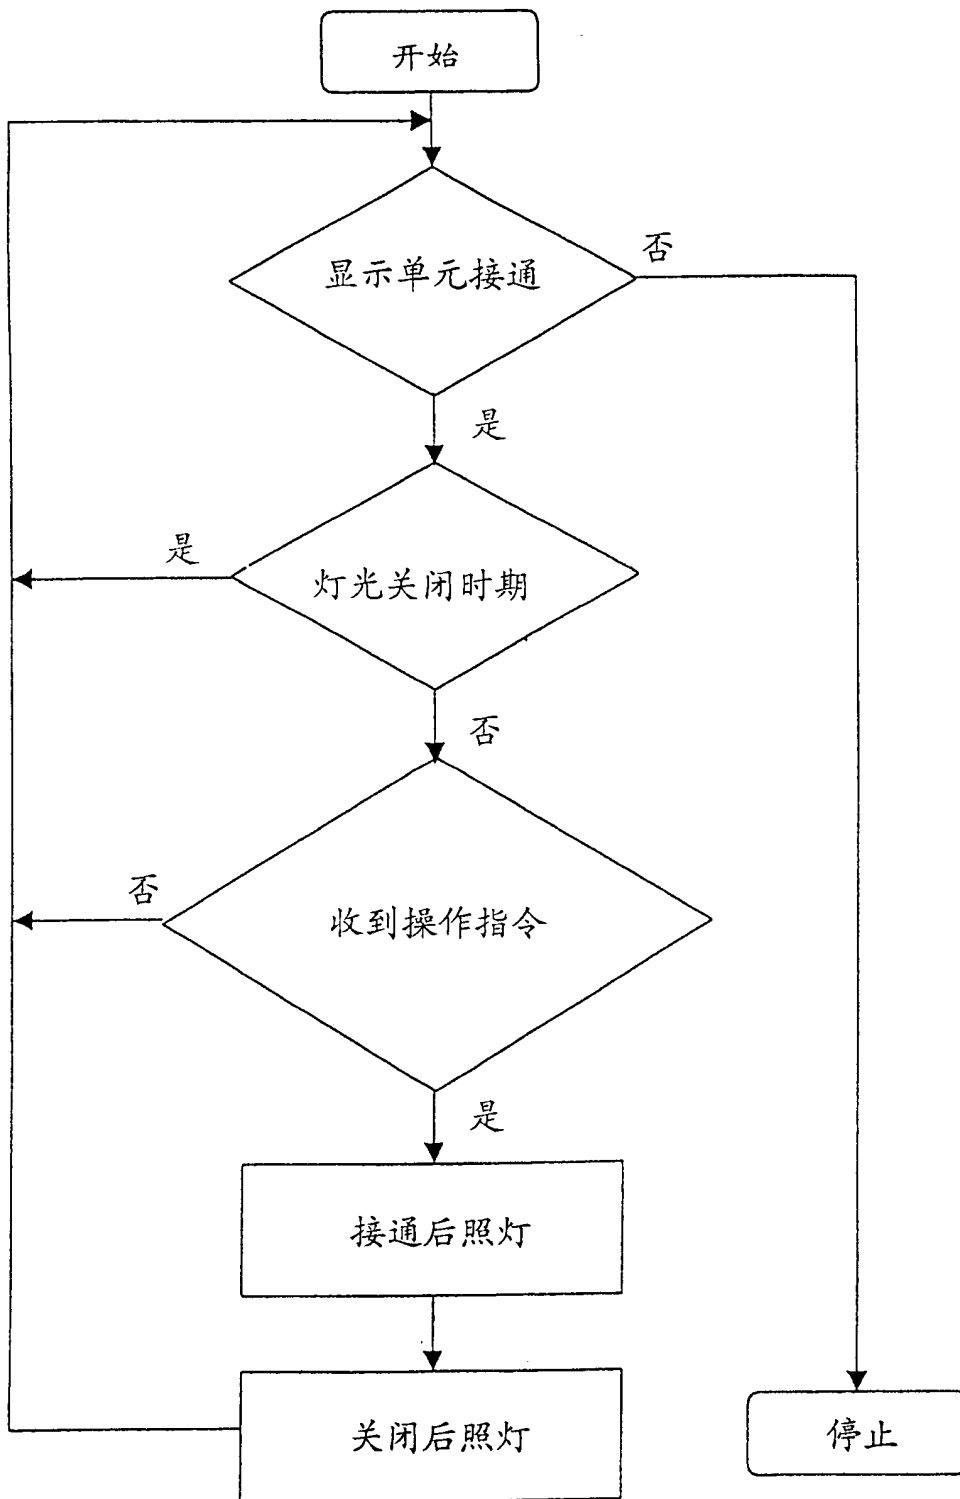 开始
显示单元接通
否
是
是
灯光关闭时期
否
否
收到操作指令
是
接通后照灯
关闭后照灯
停止